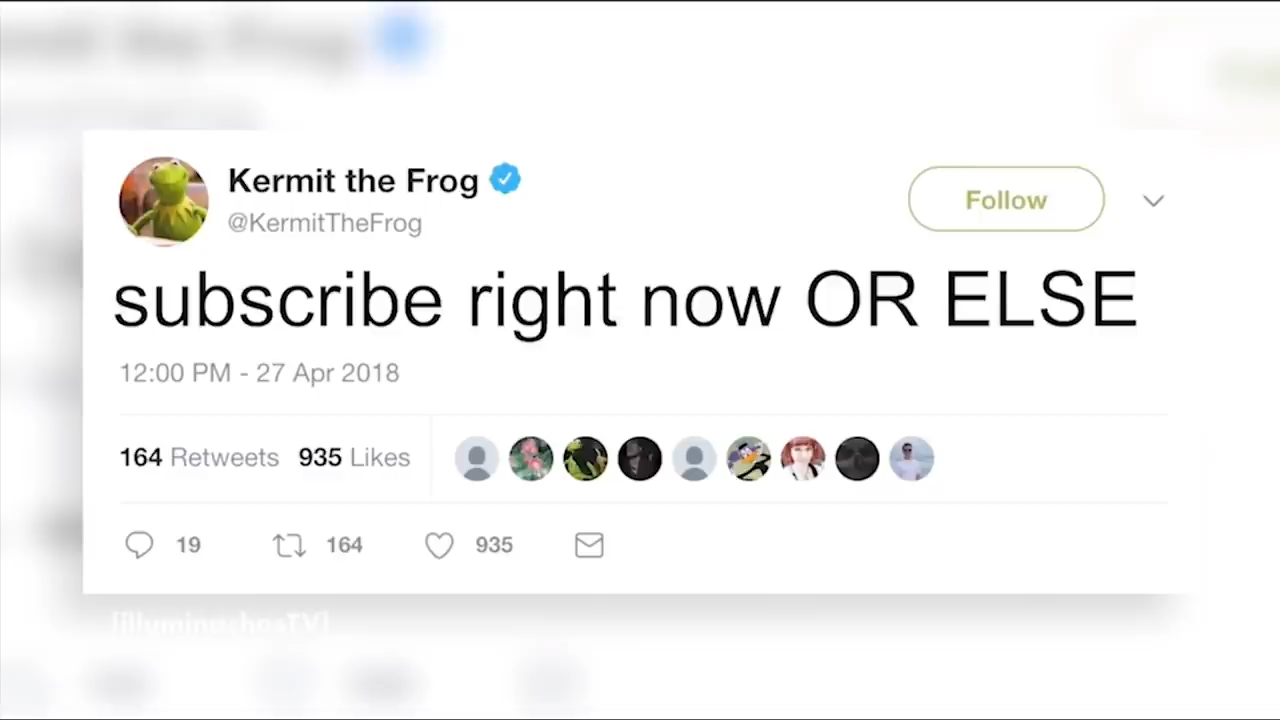 Kermit the Frog
@KermitTheFrog
Follow
subscribe right now OR ELSE
12:00 PM - 27 Apr 2018
164 Retweets 935 Likes
19 164 935